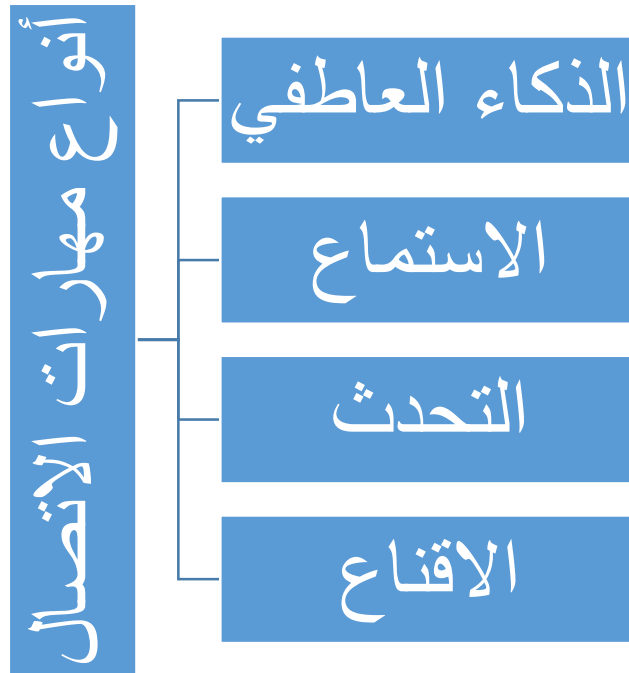 أنواع مهارات الاتصال
الذكاء العاطفي
الاستماع
التحدث
الاقناع